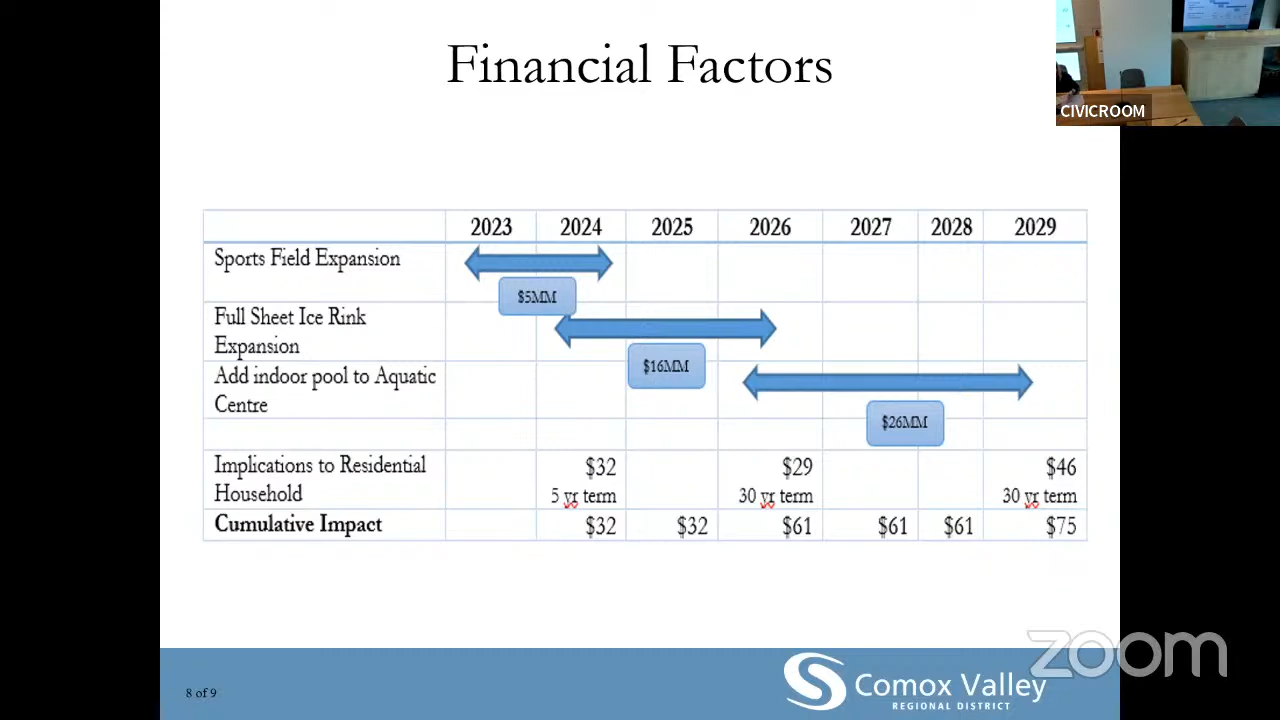 Financial Factors
CIVICROOM
2023 2024 2025 2026 2027 2028 2029
Sports Field Expansion
$5MM
Full Sheet Ice Rink
Expansion
$16MM
Add indoor pool to Aquatic
Centre
$26MM
Implications to Residential $32 $29 $46
Household 5 yr term 30 yr term 30 yr term
Cumulative Impact $32 $32 $61 $61 $61 $75
zoom
8 of 9
Comox Valley
REGIONAL DISTRICT